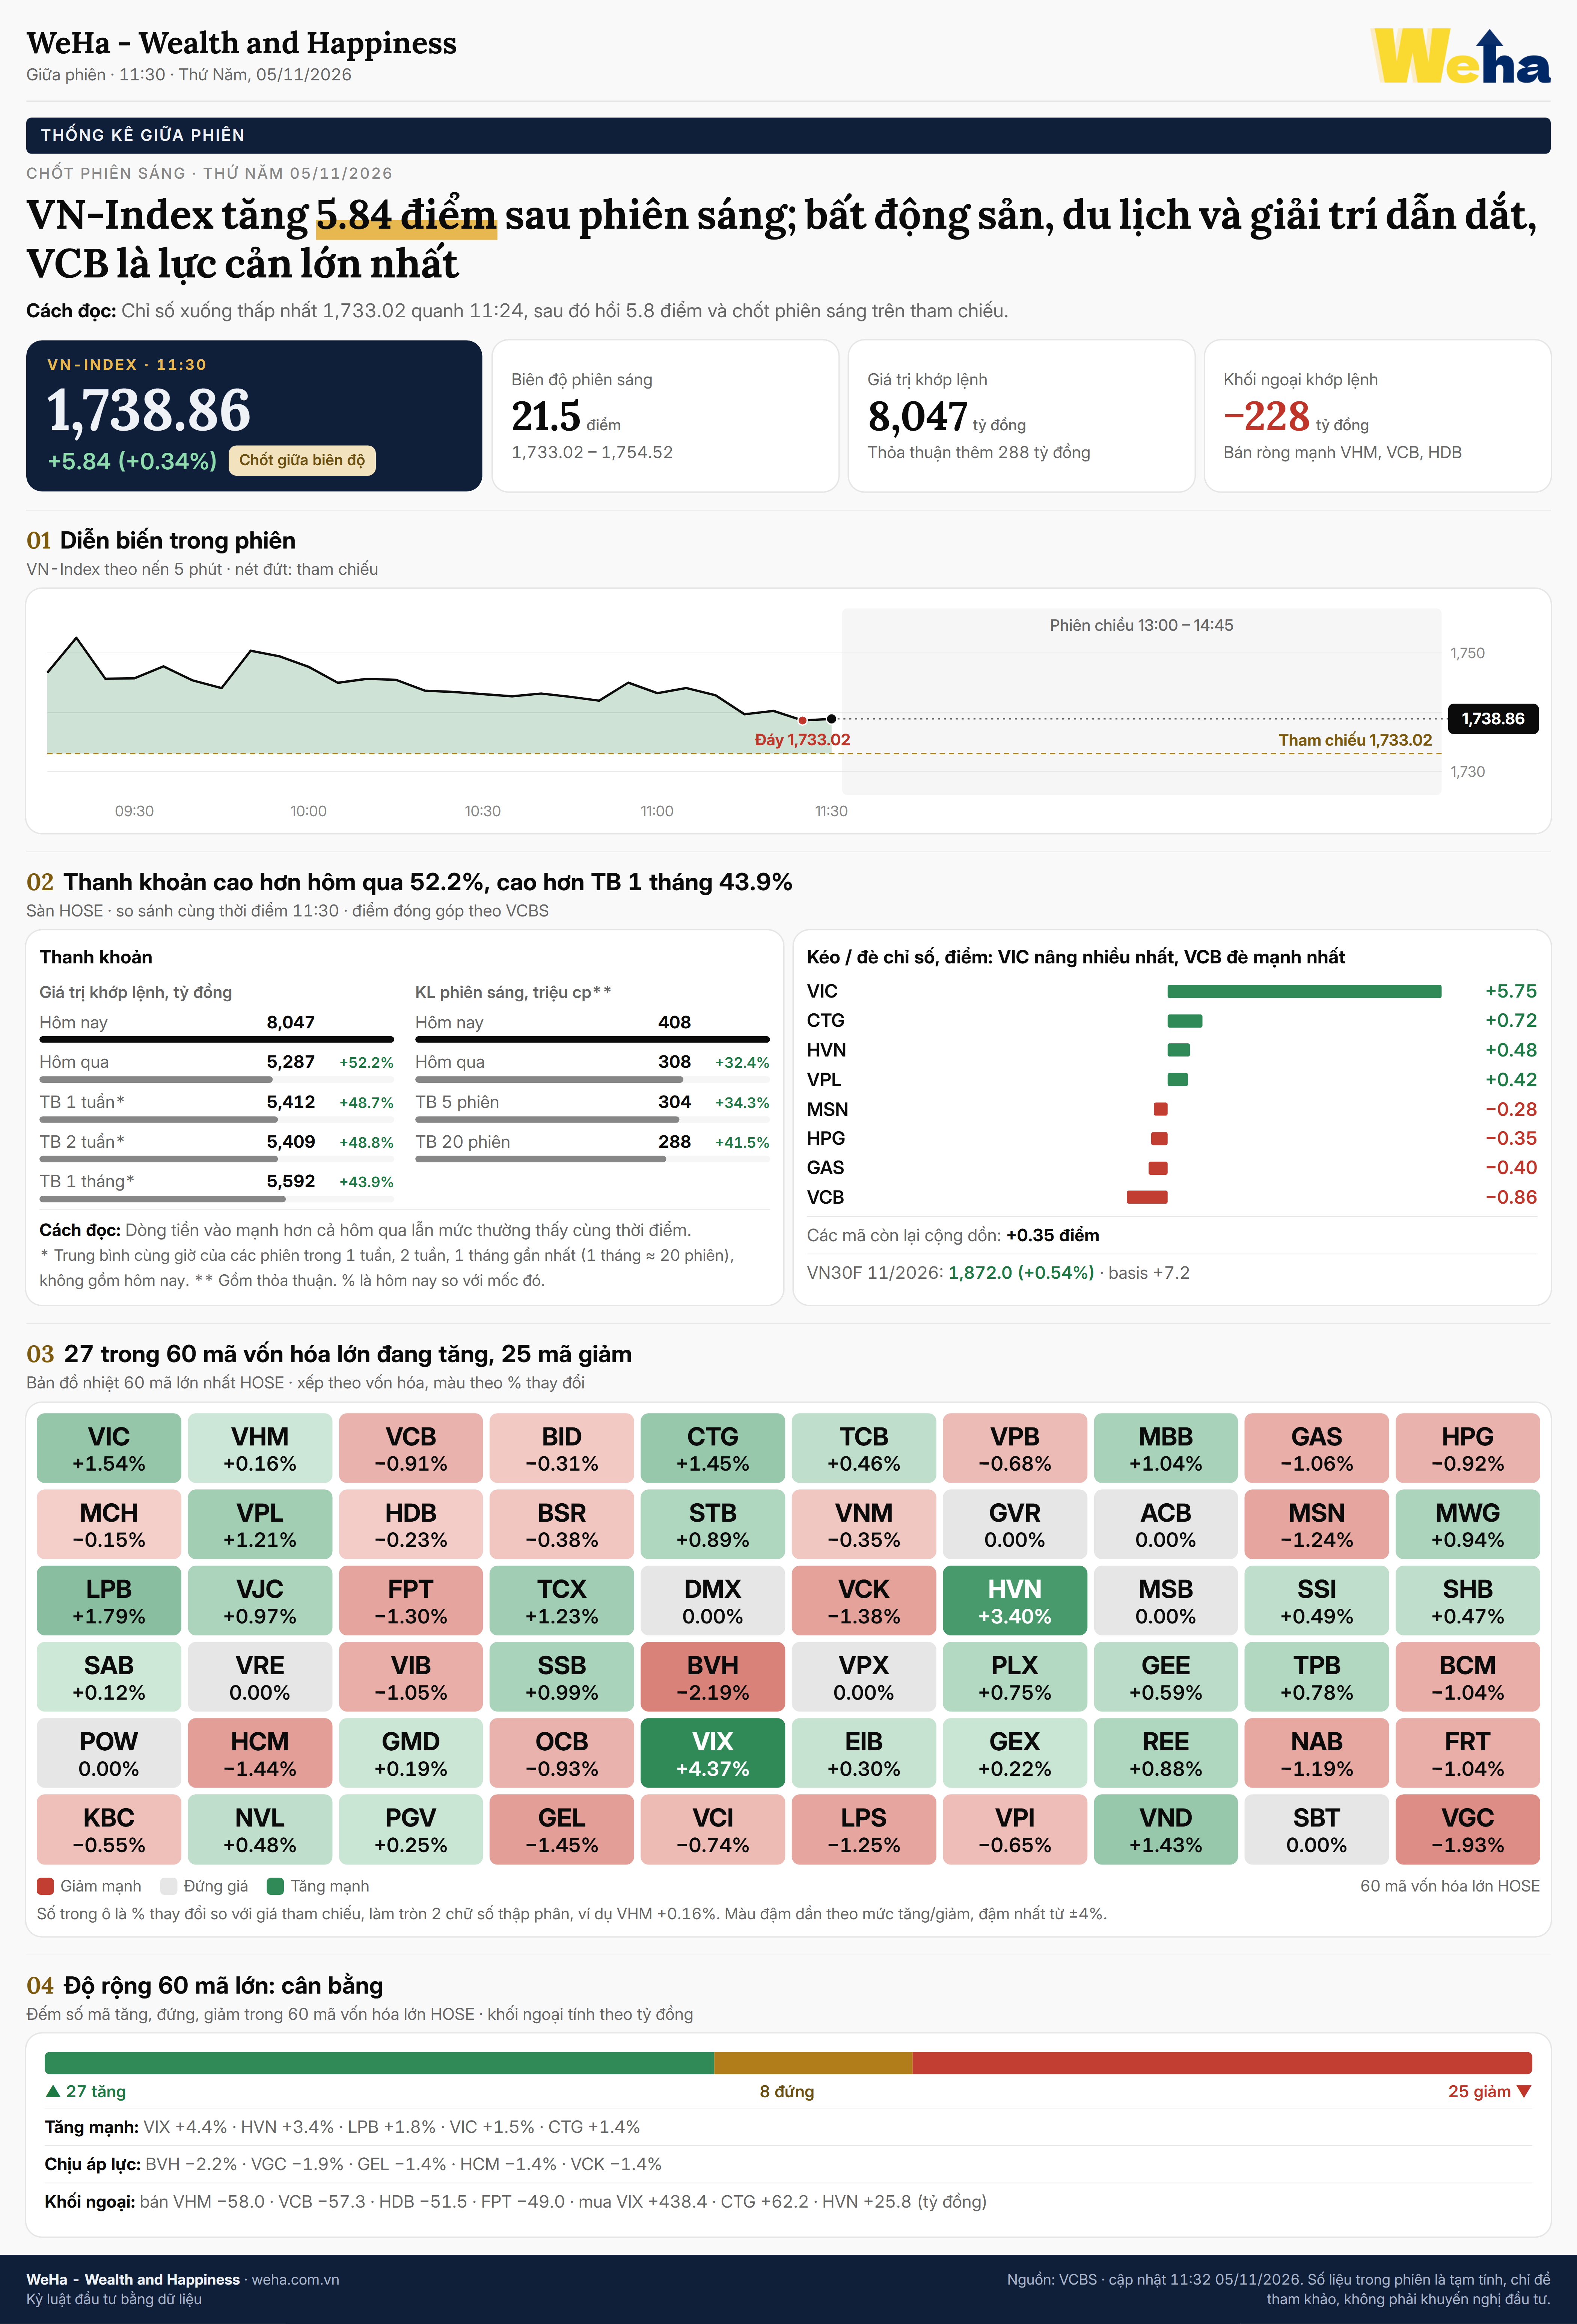 WeHa - Wealth and Happiness
Giữa phiên · 11:30 · Thứ Năm, 05/11/2026
Weha
THỐNG KÊ GIỮA PHIÊN
CHỐT PHIÊN SÁNG · THỨ NĂM 05/11/2026
VN-Index tăng 5.84 điểm sau phiên sáng; bất động sản, du lịch và giải trí dẫn dắt,
VCB là lực cản lớn nhất
Cách đọc: Chỉ số xuống thấp nhất 1,733.02 quanh 11:24, sau đó hồi 5.8 điểm và chốt phiên sáng trên tham chiếu.
VN-INDEX · 11:30
1,738.86
+5.84 (+0.34%) Chốt giữa biên độ
Biên độ phiên sáng
21.5 điểm
1,733.02 – 1,754.52
Giá trị khớp lệnh
8,047 tỷ đồng
Thỏa thuận thêm 288 tỷ đồng
Khối ngoại khớp lệnh
−228 tỷ đồng
Bán ròng mạnh VHM, VCB, HDB
01 Diễn biến trong phiên
VN-Index theo nến 5 phút · nét đứt: tham chiếu
Phiên chiều 13:00 – 14:45
1,750
1,738.86
Đáy 1,733.02
Tham chiếu 1,733.02
1,730
09:30 10:00 10:30 11:00 11:30
02 Thanh khoản cao hơn hôm qua 52.2%, cao hơn TB 1 tháng 43.9%
Sàn HOSE · so sánh cùng thời điểm 11:30 · điểm đóng góp theo VCBS
Thanh khoản
Giá trị khớp lệnh, tỷ đồng
Hôm nay 8,047
Hôm qua 5,287 +52.2%
TB 1 tuần* 5,412 +48.7%
TB 2 tuần* 5,409 +48.8%
TB 1 tháng* 5,592 +43.9%
KL phiên sáng, triệu cp**
Hôm nay 408
Hôm qua 308 +32.4%
TB 5 phiên 304 +34.3%
TB 20 phiên 288 +41.5%
Cách đọc: Dòng tiền vào mạnh hơn cả hôm qua lẫn mức thường thấy cùng thời điểm.
* Trung bình cùng giờ của các phiên trong 1 tuần, 2 tuần, 1 tháng gần nhất (1 tháng ≈ 20 phiên),
không gồm hôm nay. ** Gồm thỏa thuận. % là hôm nay so với mốc đó.
Kéo / đè chỉ số, điểm: VIC nâng nhiều nhất, VCB đè mạnh nhất
VIC +5.75
CTG +0.72
HVN +0.48
VPL +0.42
MSN −0.28
HPG −0.35
GAS −0.40
VCB −0.86
Các mã còn lại cộng dồn: +0.35 điểm
VN30F 11/2026: 1,872.0 (+0.54%) · basis +7.2
03 27 trong 60 mã vốn hóa lớn đang tăng, 25 mã giảm
Bản đồ nhiệt 60 mã lớn nhất HOSE · xếp theo vốn hóa, màu theo % thay đổi
VIC VHM VCB BID CTG TCB VPB MBB GAS HPG
+1.54% +0.16% −0.91% −0.31% +1.45% +0.46% −0.68% +1.04% −1.06% −0.92%
MCH VPL HDB BSR STB VNM GVR ACB MSN MWG
−0.15% +1.21% −0.23% −0.38% +0.89% −0.35% 0.00% 0.00% −1.24% +0.94%
LPB VJC FPT TCX DMX VCK HVN MSB SSI SHB
+1.79% +0.97% −1.30% +1.23% 0.00% −1.38% +3.40% 0.00% +0.49% +0.47%
SAB VRE VIB SSB BVH VPX PLX GEE TPB BCM
+0.12% 0.00% −1.05% +0.99% −2.19% 0.00% +0.75% +0.59% +0.78% −1.04%
POW HCM GMD OCB VIX EIB GEX REE NAB FRT
0.00% −1.44% +0.19% −0.93% +4.37% +0.30% +0.22% +0.88% −1.19% −1.04%
KBC NVL PGV GEL VCI LPS VPI VND SBT VGC
−0.55% +0.48% +0.25% −1.45% −0.74% −1.25% −0.65% +1.43% 0.00% −1.93%
Giảm mạnh Đứng giá Tăng mạnh 60 mã vốn hóa lớn HOSE
Số trong ô là % thay đổi so với giá tham chiếu, làm tròn 2 chữ số thập phân, ví dụ VHM +0.16%. Màu đậm dần theo mức tăng/giảm, đậm nhất từ ±4%.
04 Độ rộng 60 mã lớn: cân bằng
Đếm số mã tăng, đứng, giảm trong 60 mã vốn hóa lớn HOSE · khối ngoại tính theo tỷ đồng
▲ 27 tăng 8 đứng 25 giảm ▼
Tăng mạnh: VIX +4.4% · HVN +3.4% · LPB +1.8% · VIC +1.5% · CTG +1.4%
Chịu áp lực: BVH −2.2% · VGC −1.9% · GEL −1.4% · HCM −1.4% · VCK −1.4%
Khối ngoại: bán VHM −58.0 · VCB −57.3 · HDB −51.5 · FPT −49.0 · mua VIX +438.4 · CTG +62.2 · HVN +25.8 (tỷ đồng)
WeHa - Wealth and Happiness · weha.com.vn
Kỷ luật đầu tư bằng dữ liệu
Nguồn: VCBS · cập nhật 11:32 05/11/2026. Số liệu trong phiên là tạm tính, chỉ để
tham khảo, không phải khuyến nghị đầu tư.